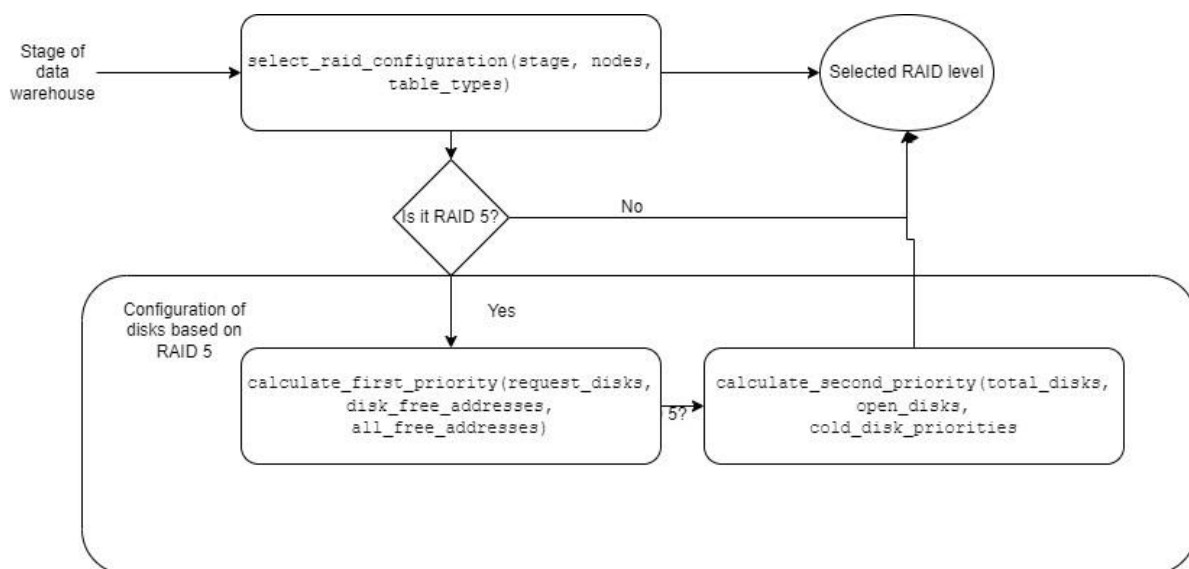 Stage of
data
warehouse
select_raid_configuration(stage, nodes,
table_types)
Selected RAID level
Is it RAID 5?
No
Configuration of
disks based on
RAID 5
Yes
calculate_first_priority(request_disks,
disk_free_addresses,
all_free_addresses)
5?
calculate_second_priority(total_disks,
open_disks,
cold_disk_priorities